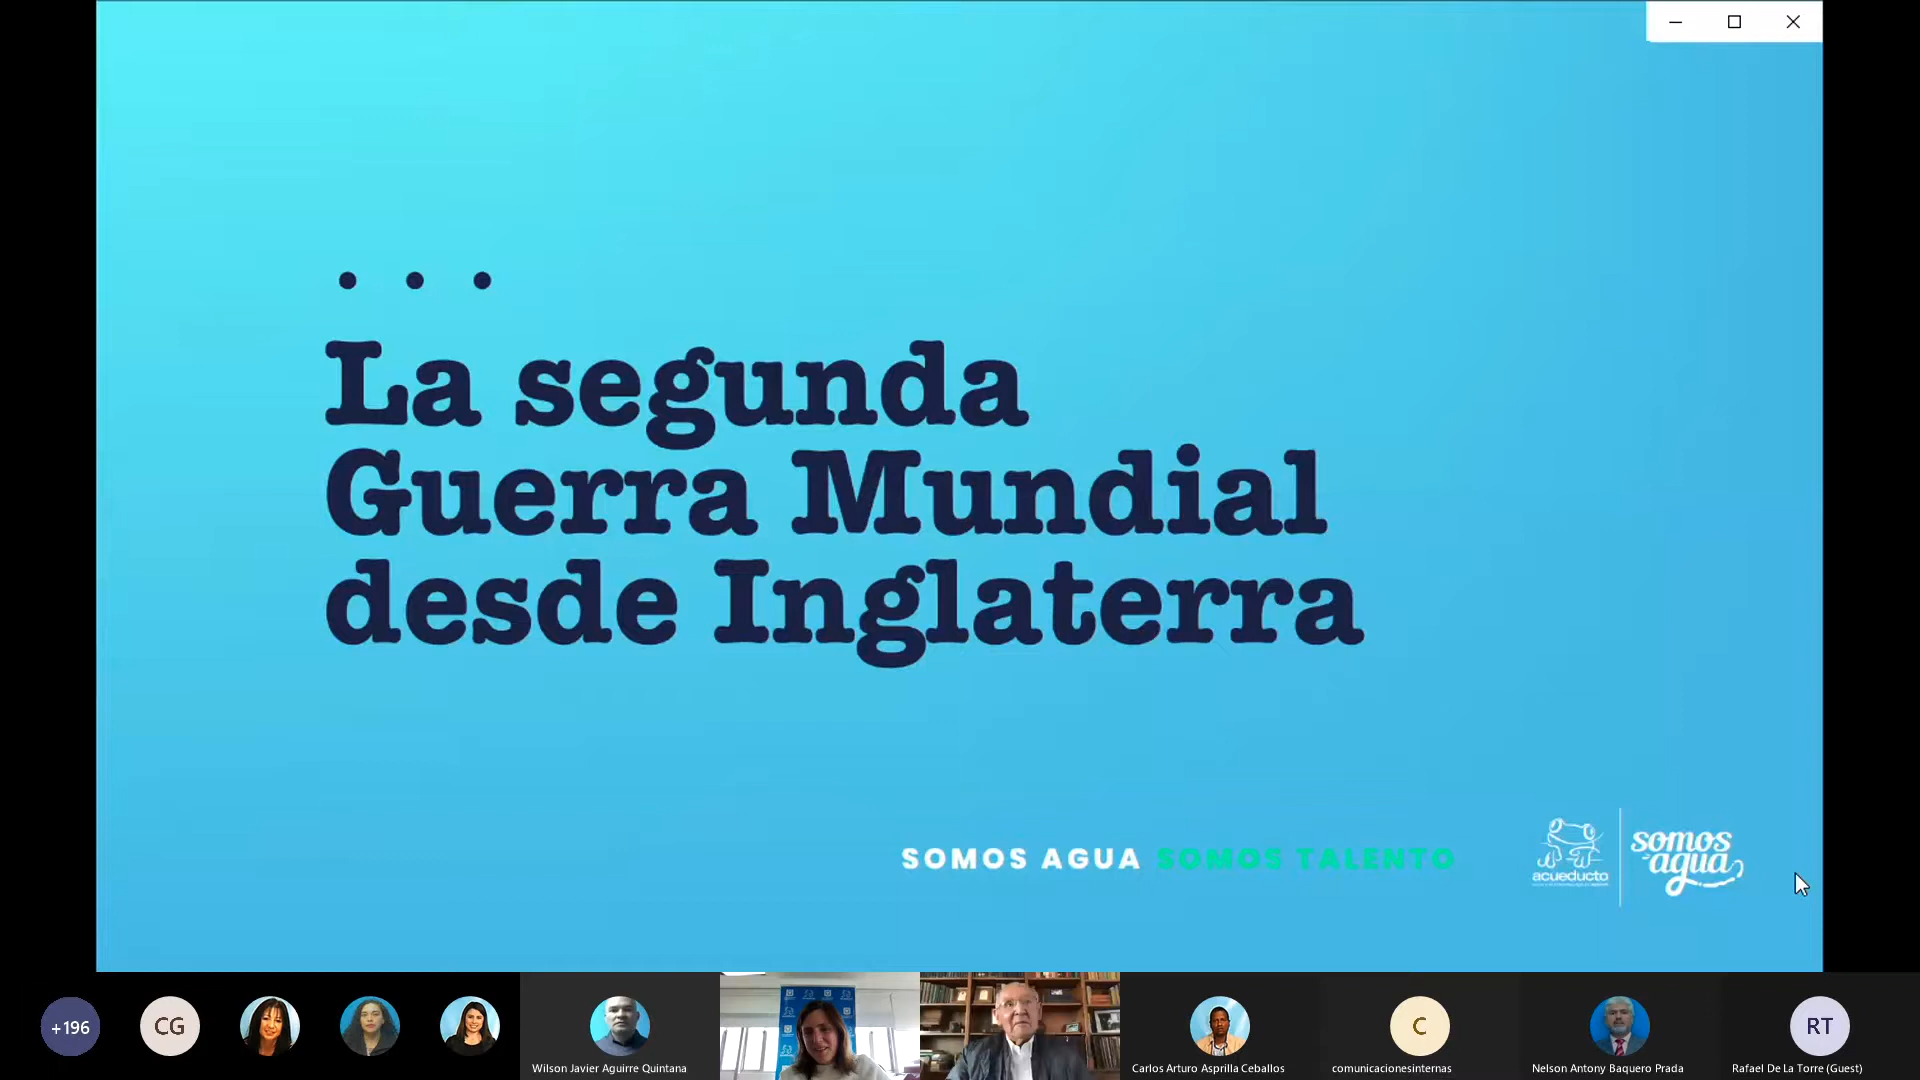 La segunda
Guerra Mundial
desde Inglaterra
SOMOS AGUA SOMOS TALENTO
acueducto
somos
agua
+196
CG
Wilson Javier Aguirre Quintana
Carlos Arturo Asprilla Ceballos
C
comunicacionesinternas
Nelson Antony Baquero Prada
RT
Rafael De La Torre (Guest)